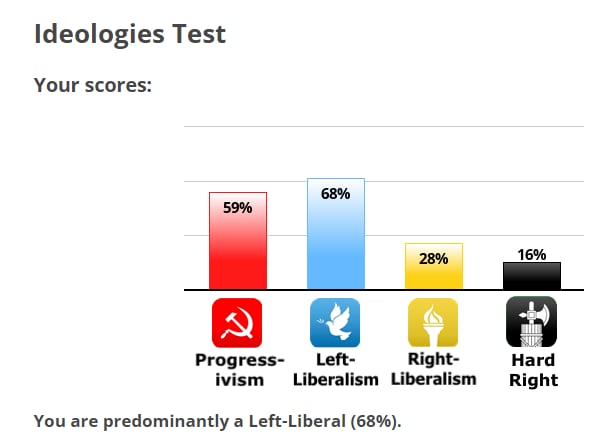 Ideologies Test
Your scores:
59%
68%
28%
16%
Progress-
ivism
Left-
Liberalism
Right-
Liberalism
Hard
Right
You are predominantly a Left-Liberal (68%).